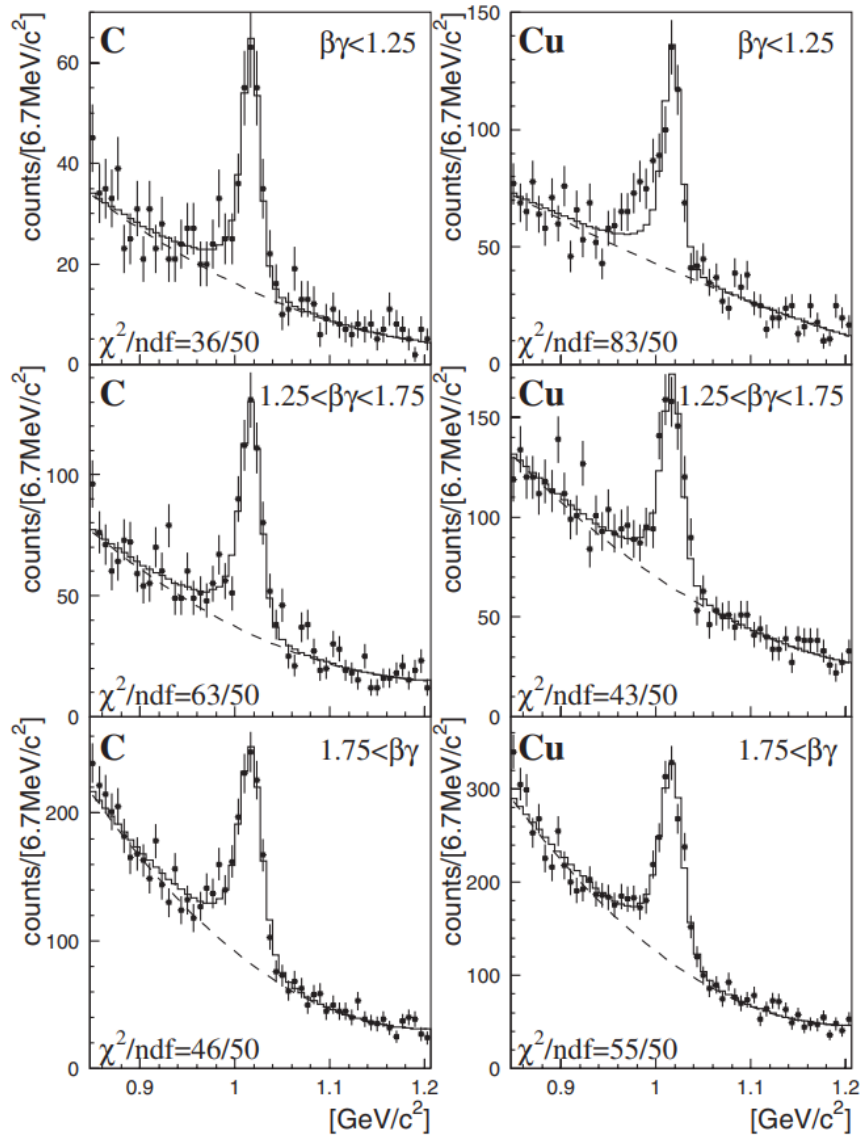 C βγ<1.25
counts/[6.7MeV/c²]
60
40
20
0
χ²/ndf=36/50
Cu βγ<1.25
counts/[6.7MeV/c²]
150
100
50
0
χ²/ndf=83/50
C 1.25<βγ<1.75
counts/[6.7MeV/c²]
100
50
0
χ²/ndf=63/50
Cu 1.25<βγ<1.75
counts/[6.7MeV/c²]
150
100
50
0
χ²/ndf=43/50
C 1.75<βγ
counts/[6.7MeV/c²]
200
100
0
χ²/ndf=46/50
0.9 1 1.1 1.2
[GeV/c²]
Cu 1.75<βγ
counts/[6.7MeV/c²]
300
200
100
0
χ²/ndf=55/50
0.9 1 1.1 1.2
[GeV/c²]